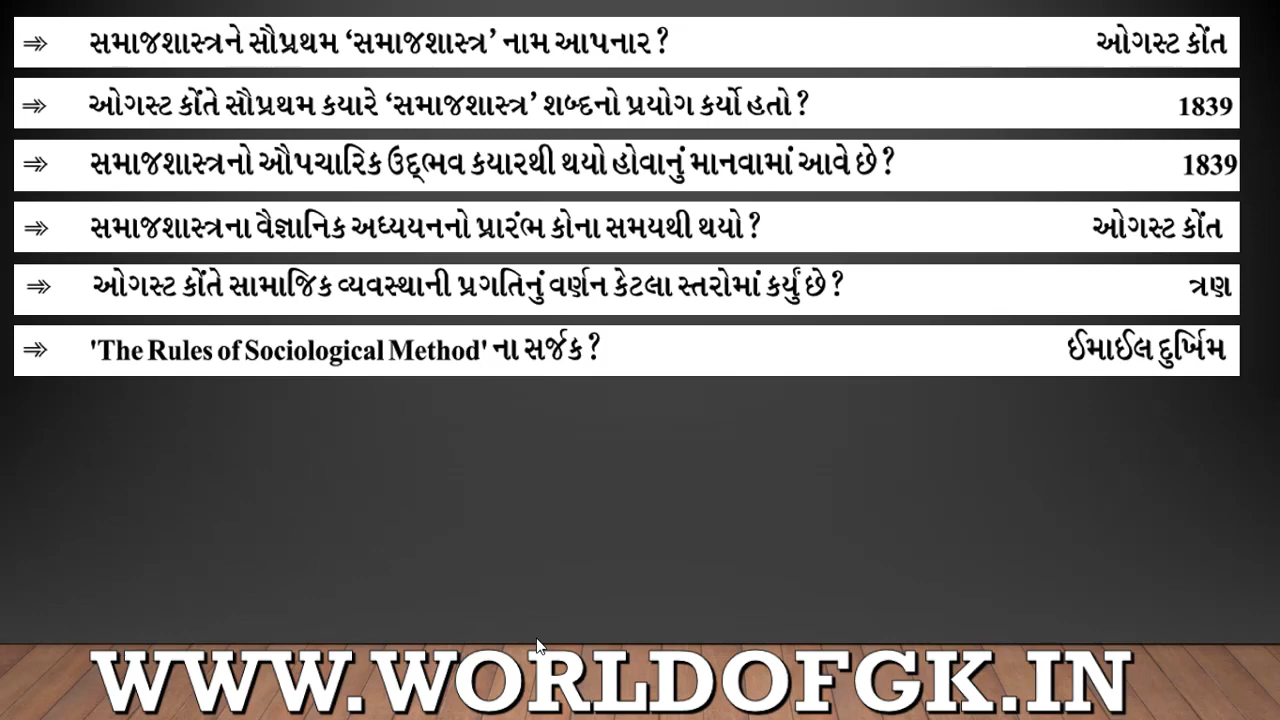 ⇒ સમાજશાસ્ત્રને સૌપ્રથમ ‘સમાજશાસ્ત્ર’ નામ આપનાર ? ઓગસ્ટ કોંત
⇒ ઓગસ્ટ કોંતે સૌપ્રથમ કયારે ‘સમાજશાસ્ત્ર’ શબ્દનો પ્રયોગ કર્યો હતો ? 1839
⇒ સમાજશાસ્ત્રનો ઔપચારિક ઉદ્‌ભવ કયારથી થયો હોવાનું માનવામાં આવે છે ? 1839
⇒ સમાજશાસ્ત્રના વૈજ્ઞાનિક અધ્યયનનો પ્રારંભ કોના સમયથી થયો ? ઓગસ્ટ કોંત
⇒ ઓગસ્ટ કોંતે સામાજિક વ્યવસ્થાની પ્રગતિનું વર્ણન કેટલા સ્તરોમાં કર્યું છે ? ત્રણ
⇒ 'The Rules of Sociological Method' ના સર્જક ? ઈમાઈલ દુર્ખિમ
WWW.WORLDOFGK.IN